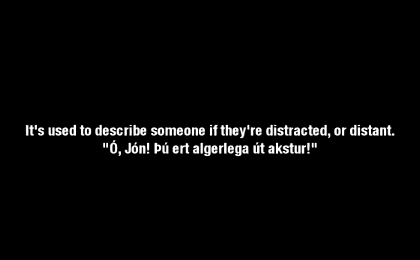 It's used to describe someone if they're distracted, or distant.
"Ó, Jón! Þú ert algerlega út akstur!"